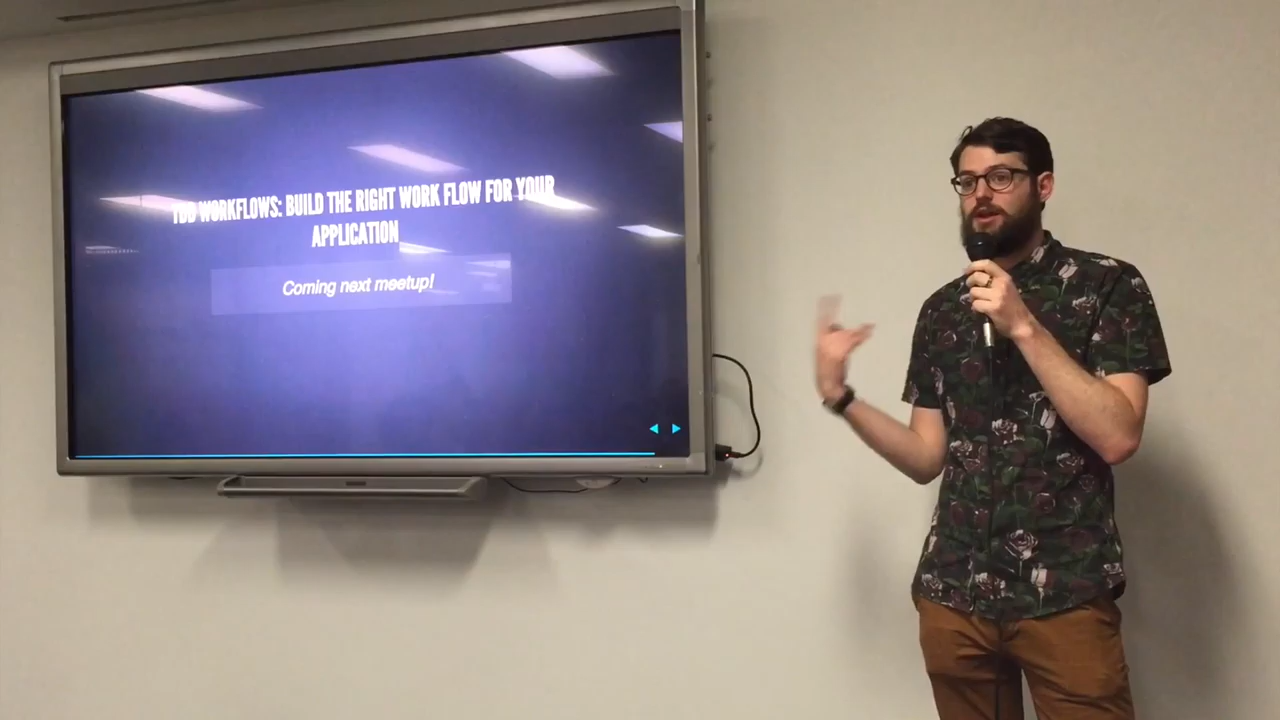 TDD WORKFLOWS: BUILD THE RIGHT WORK FLOW FOR YOUR
APPLICATION
Coming next meetup!